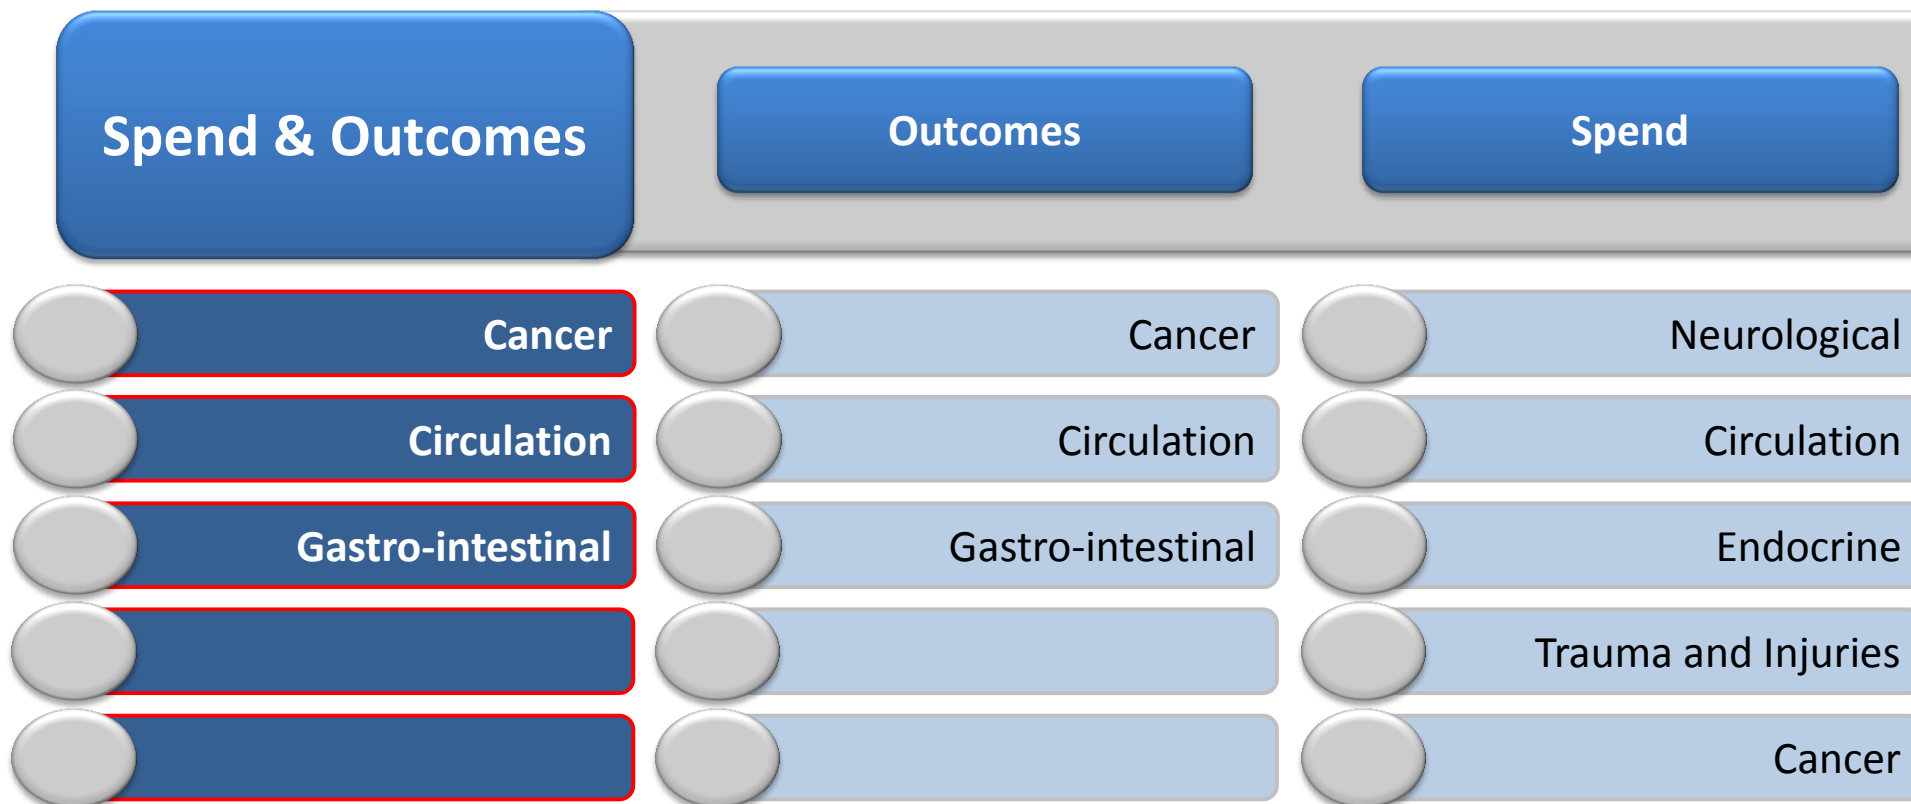 Spend & Outcomes
Outcomes
Spend
Cancer
Cancer
Neurological
Circulation
Circulation
Circulation
Gastro-intestinal
Gastro-intestinal
Endocrine
Trauma and Injuries
Cancer